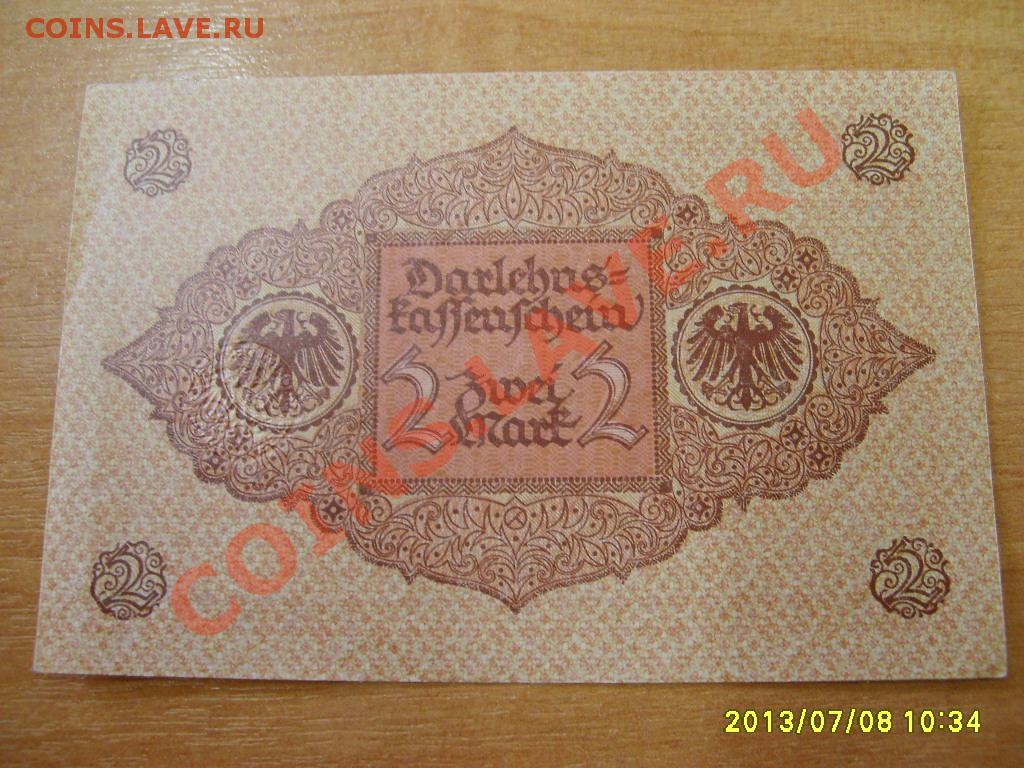 COINS.LAVE.RU
2 2
Darlehns-
kassenschein
2 Zwei 2
Mark
COINS.LAVE.RU
2 2
2013/07/08 10:34